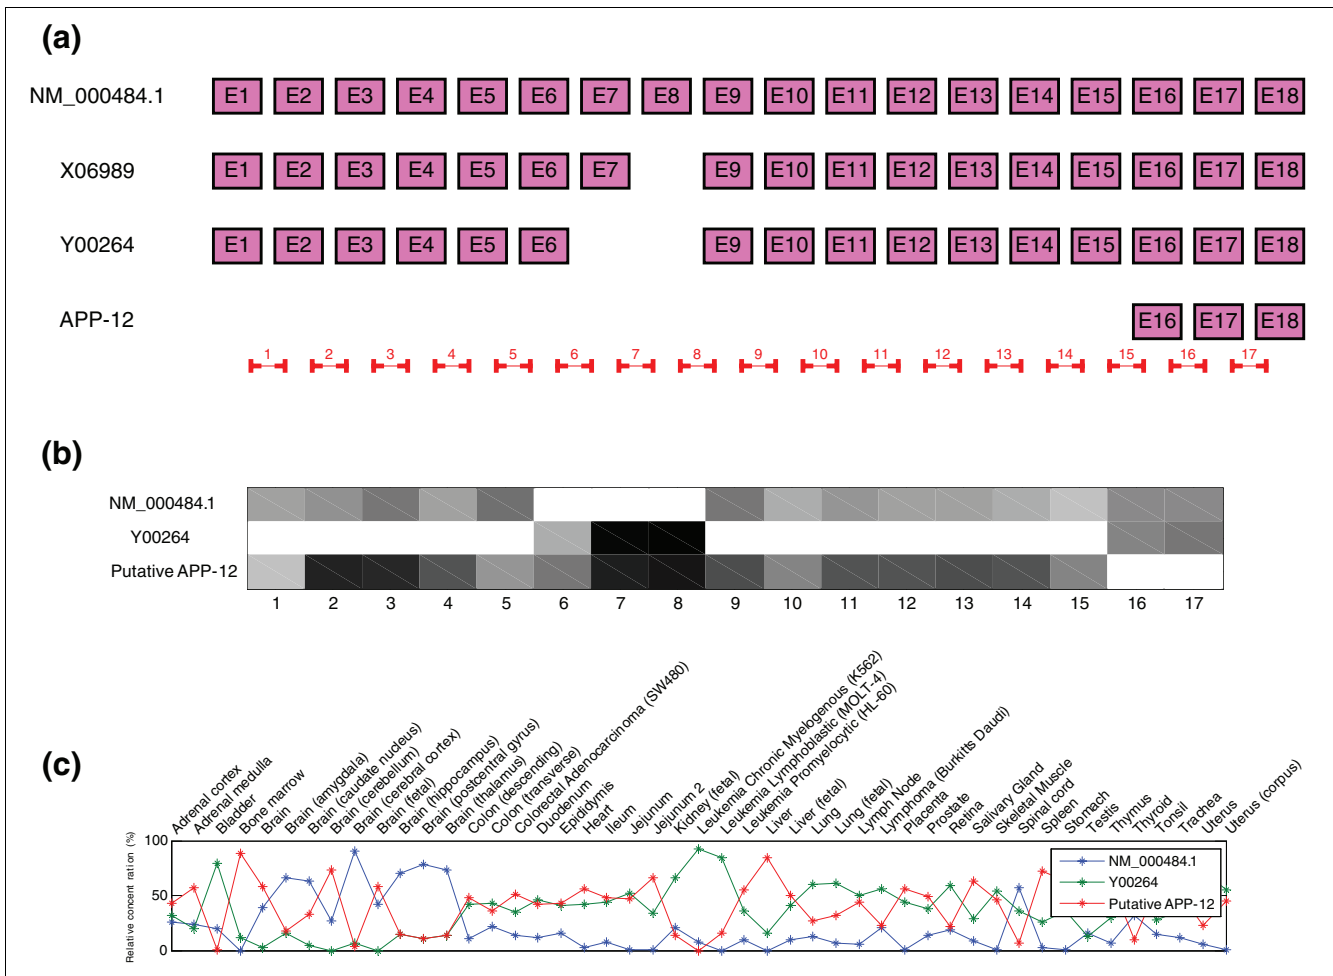 (a)
NM_000484.1 E1 E2 E3 E4 E5 E6 E7 E8 E9 E10 E11 E12 E13 E14 E15 E16 E17 E18
X06989 E1 E2 E3 E4 E5 E6 E7 E9 E10 E11 E12 E13 E14 E15 E16 E17 E18
Y00264 E1 E2 E3 E4 E5 E6 E9 E10 E11 E12 E13 E14 E15 E16 E17 E18
APP-12 E16 E17 E18
1 2 3 4 5 6 7 8 9 10 11 12 13 14 15 16 17
(b)
NM_000484.1
Y00264
Putative APP-12
1 2 3 4 5 6 7 8 9 10 11 12 13 14 15 16 17
(c)
Adrenal cortex
Adrenal medulla
Bladder
Bone marrow
Brain
Brain (amygdala)
Brain (caudate nucleus)
Brain (cerebellum)
Brain (cerebral cortex)
Brain (fetal)
Brain (hippocampus)
Brain (postcentral gyrus)
Brain (thalamus)
Colon (descending)
Colon (transverse)
Colorectal Adenocarcinoma (SW480)
Duodenum
Epididymis
Heart
Ileum
Jejunum
Jejunum 2
Kidney (fetal)
Leukemia Chronic Myelogenous (K562)
Leukemia Lymphoblastic (MOLT-4)
Leukemia Promyelocytic (HL-60)
Liver
Liver (fetal)
Lung
Lung (fetal)
Lymph Node
Lymphoma (Burkitts Daudi)
Placenta
Prostate
Retina
Salivary Gland
Skeletal Muscle
Spinal cord
Spleen
Stomach
Testis
Thymus
Thyroid
Tonsil
Trachea
Uterus
Uterus (corpus)
Relative concent ration (%)
100
50
0
NM_000484.1
Y00264
Putative APP-12